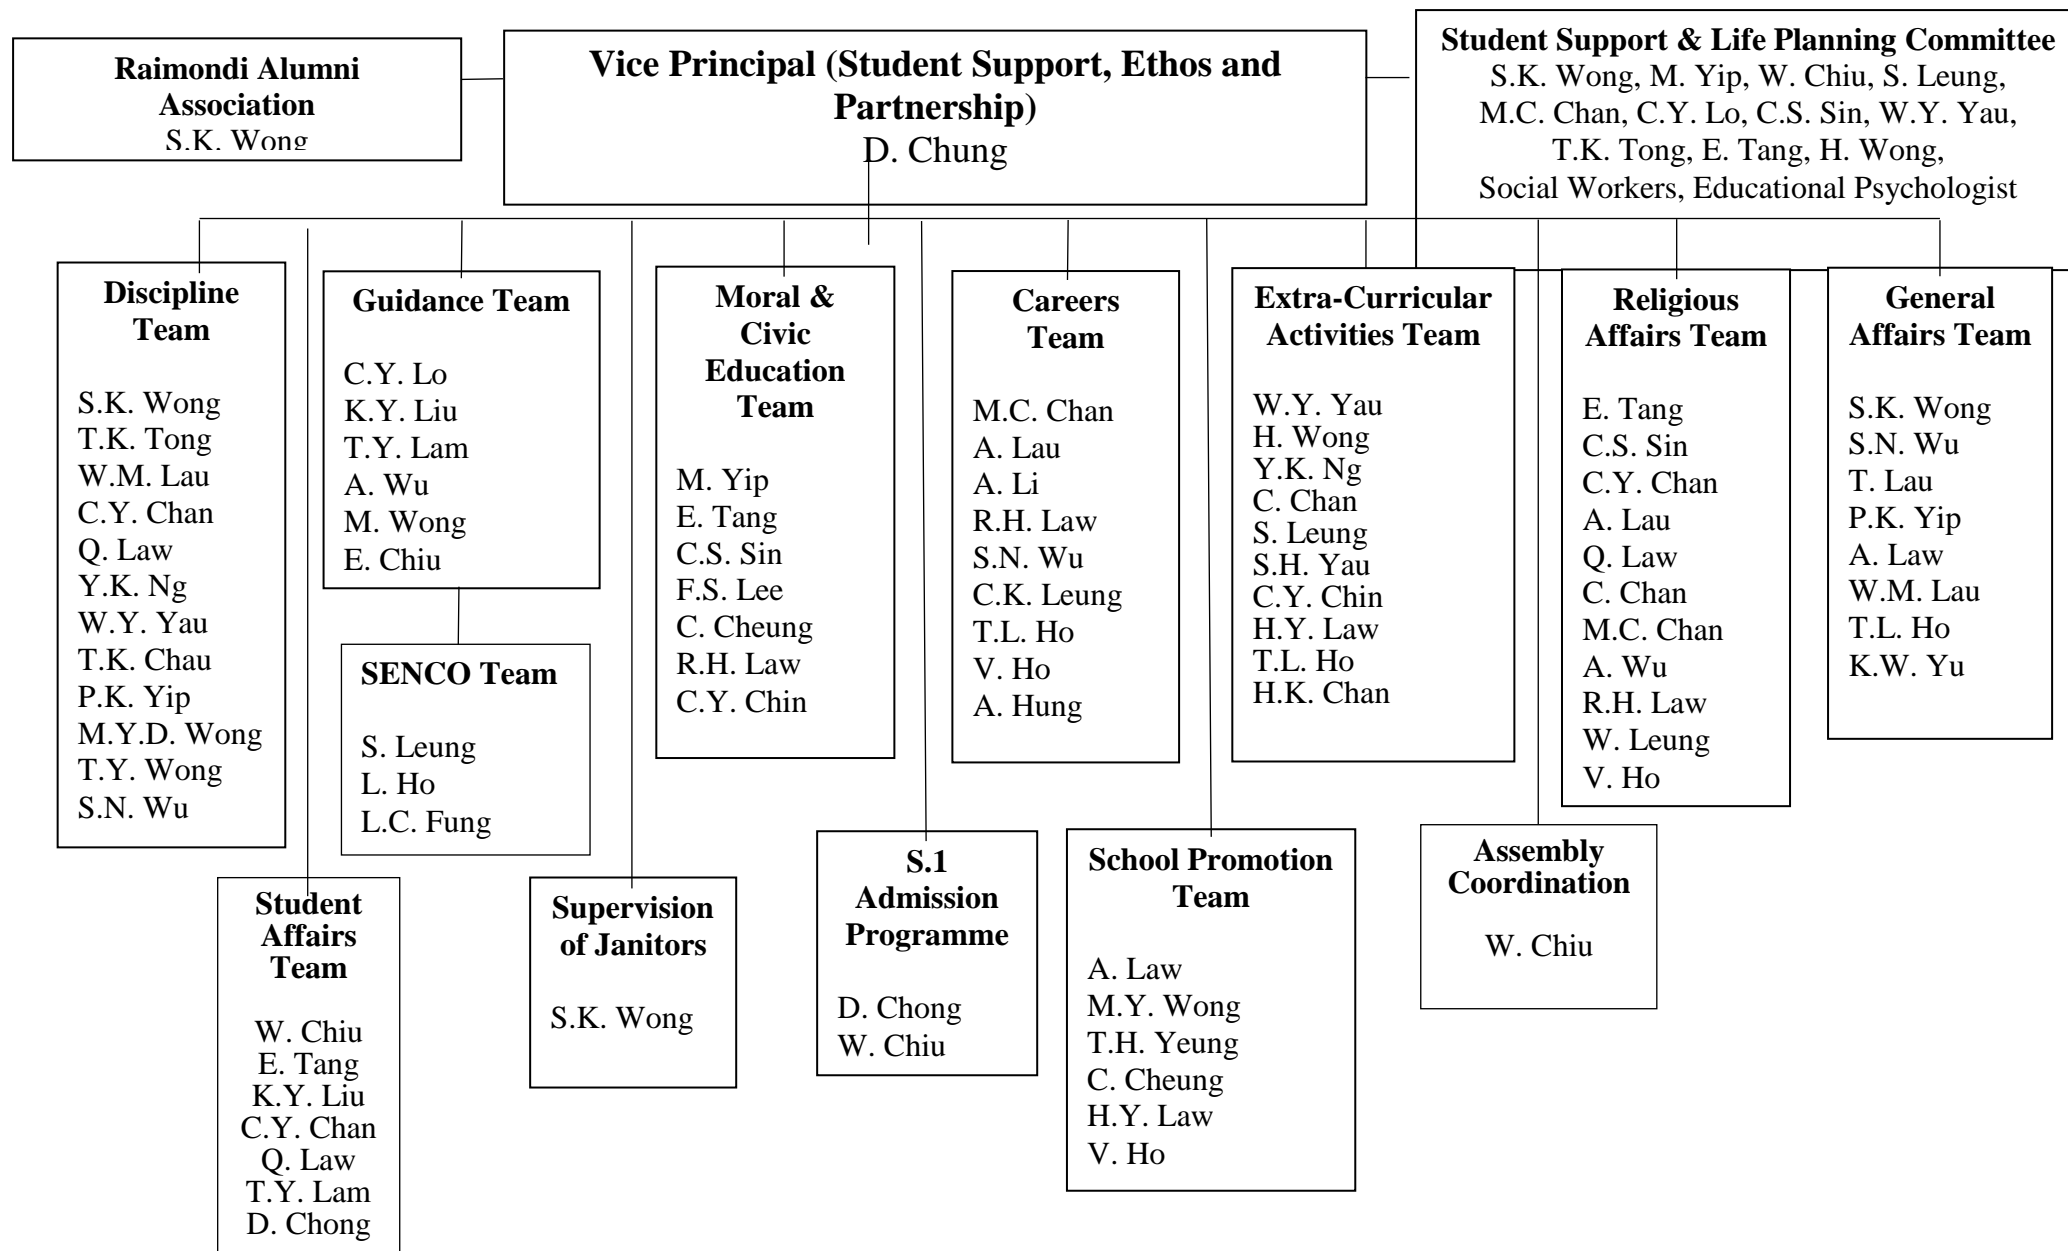 Raimondi Alumni
Association
S.K. Wong
Vice Principal (Student Support, Ethos and
Partnership)
D. Chung
Student Support & Life Planning Committee
S.K. Wong, M. Yip, W. Chiu, S. Leung,
M.C. Chan, C.Y. Lo, C.S. Sin, W.Y. Yau,
T.K. Tong, E. Tang, H. Wong,
Social Workers, Educational Psychologist
Discipline
Team
S.K. Wong
T.K. Tong
W.M. Lau
C.Y. Chan
Q. Law
Y.K. Ng
W.Y. Yau
T.K. Chau
P.K. Yip
M.Y.D. Wong
T.Y. Wong
S.N. Wu
Guidance Team
C.Y. Lo
K.Y. Liu
T.Y. Lam
A. Wu
M. Wong
E. Chiu
SENCO Team
S. Leung
L. Ho
L.C. Fung
Moral &
Civic
Education
Team
M. Yip
E. Tang
C.S. Sin
F.S. Lee
C. Cheung
R.H. Law
C.Y. Chin
Careers
Team
M.C. Chan
A. Lau
A. Li
R.H. Law
S.N. Wu
C.K. Leung
T.L. Ho
V. Ho
A. Hung
Extra-Curricular
Activities Team
W.Y. Yau
H. Wong
Y.K. Ng
C. Chan
S. Leung
S.H. Yau
C.Y. Chin
H.Y. Law
T.L. Ho
H.K. Chan
Religious
Affairs Team
E. Tang
C.S. Sin
C.Y. Chan
A. Lau
Q. Law
C. Chan
M.C. Chan
A. Wu
R.H. Law
W. Leung
V. Ho
General
Affairs Team
S.K. Wong
S.N. Wu
T. Lau
P.K. Yip
A. Law
W.M. Lau
T.L. Ho
K.W. Yu
Student
Affairs
Team
W. Chiu
E. Tang
K.Y. Liu
C.Y. Chan
Q. Law
T.Y. Lam
D. Chong
Supervision
of Janitors
S.K. Wong
S.1
Admission
Programme
D. Chong
W. Chiu
School Promotion
Team
A. Law
M.Y. Wong
T.H. Yeung
C. Cheung
H.Y. Law
V. Ho
Assembly
Coordination
W. Chiu